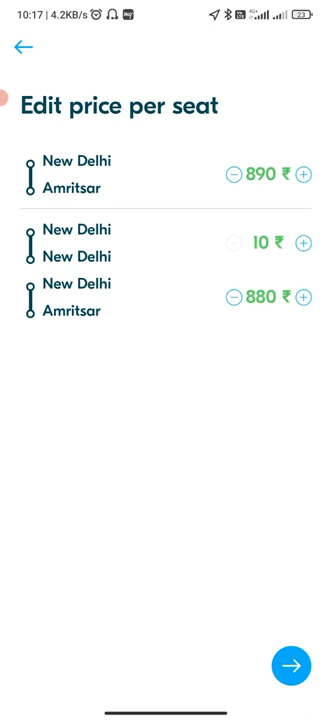 10:17 | 4.2KB/s
23
Edit price per seat
New Delhi
Amritsar
890 ₹
New Delhi
New Delhi
10 ₹
New Delhi
Amritsar
880 ₹